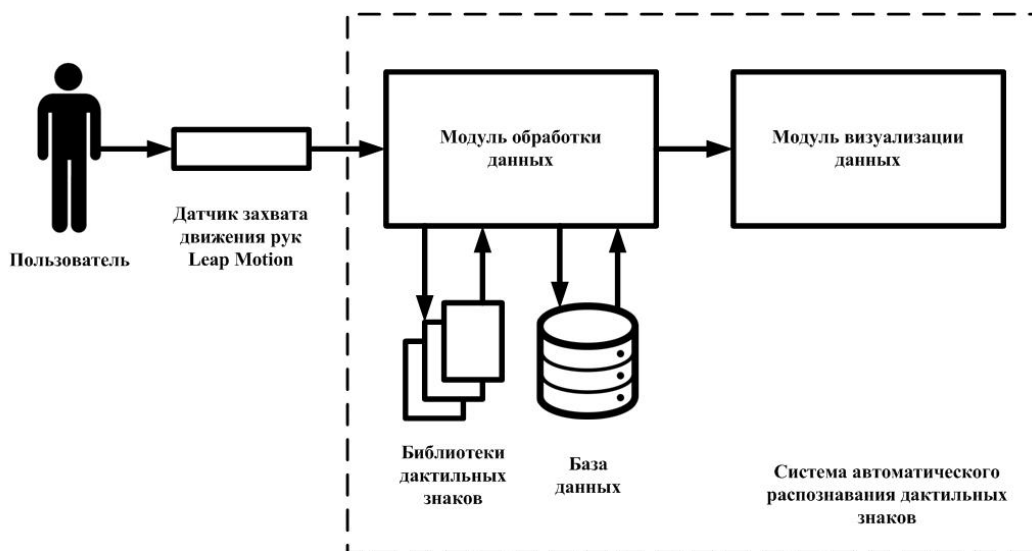 Пользователь
Датчик захвата
движения рук
Leap Motion
Модуль обработки
данных
Модуль визуализации
данных
Библиотеки
дактильных
знаков
База
данных
Система автоматического
распознавания дактильных
знаков